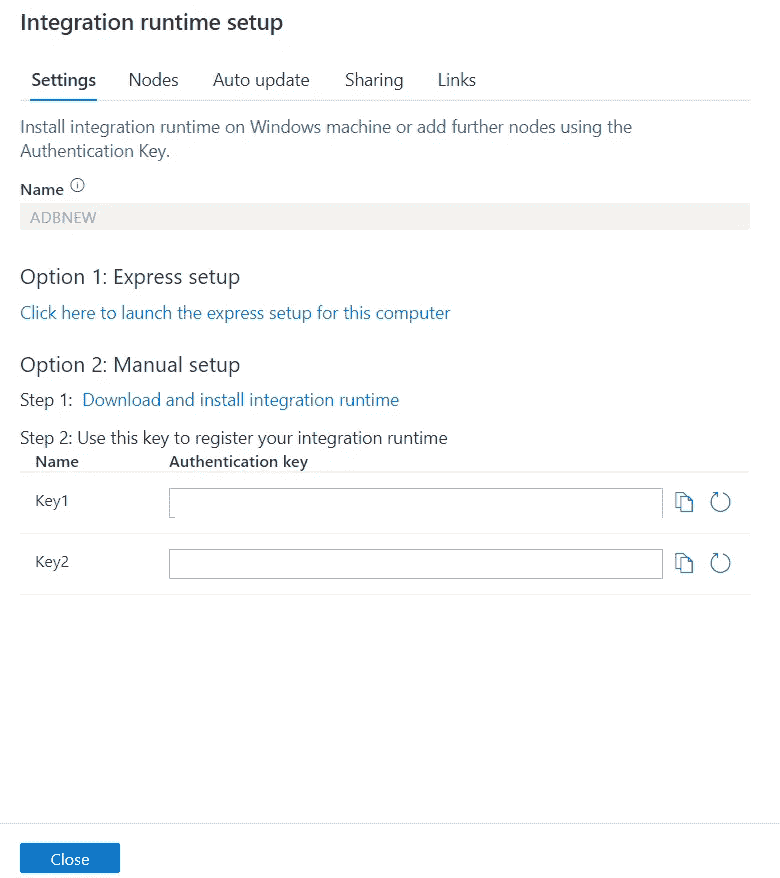 Integration runtime setup
Settings Nodes Auto update Sharing Links
Install integration runtime on Windows machine or add further nodes using the
Authentication Key.
Name
ADBNEW
Option 1: Express setup
Click here to launch the express setup for this computer
Option 2: Manual setup
Step 1: Download and install integration runtime
Step 2: Use this key to register your integration runtime
Name Authentication key
Key1
Key2
Close